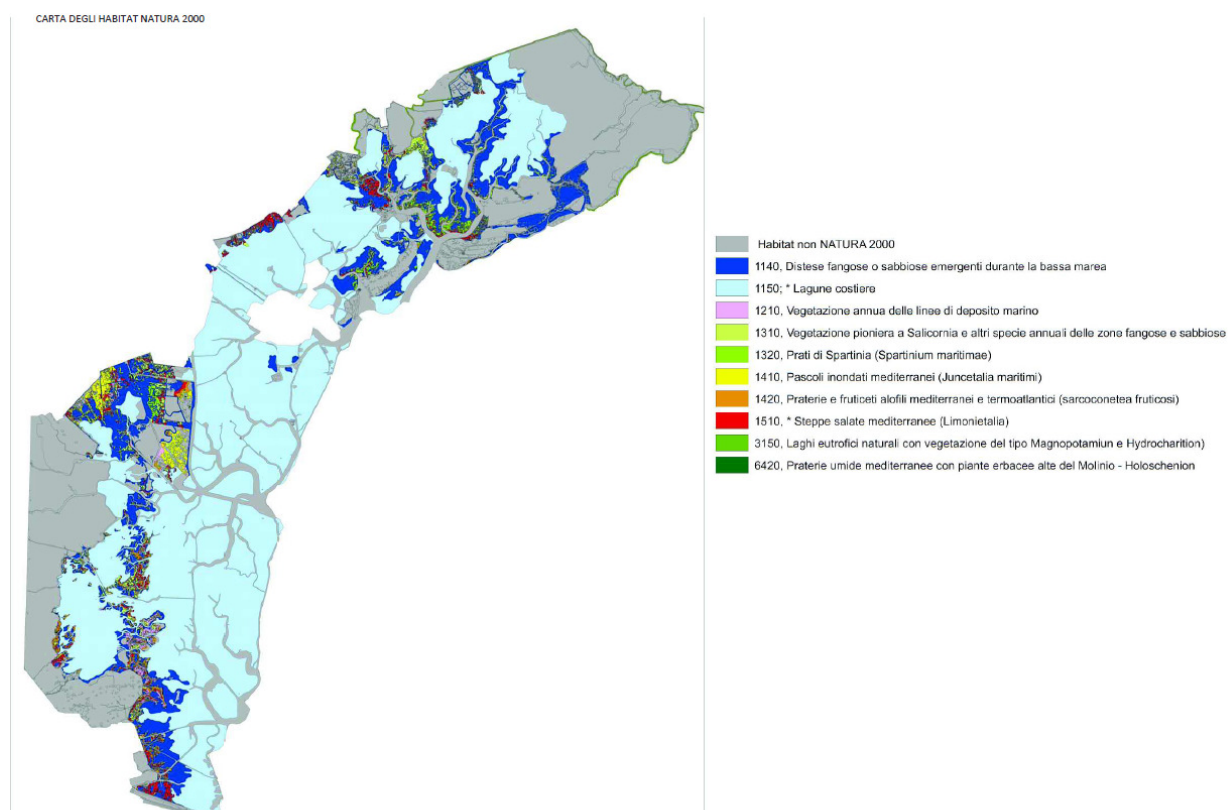 CARTA DEGLI HABITAT NATURA 2000
Habitat non NATURA 2000
1140, Distese fangose o sabbiose emergenti durante la bassa marea
1150; * Lagune costiere
1210, Vegetazione annua delle linee di deposito marino
1310, Vegetazione pioniera a Salicornia e altri specie annuali delle zone fangose e sabbiose
1320, Prati di Spartinia (Spartinium maritimae)
1410, Pascoli inondati mediterranei (Juncetalia maritimi)
1420, Praterie e fruticeti alofili mediterranei e termoatlantici (sarcoconetea fruticosi)
1510, * Steppe salate mediterranee (Limonietalia)
3150, Laghi eutrofici naturali con vegetazione del tipo Magnopotamiun e Hydrocharition)
6420, Praterie umide mediterranee con piante erbacee alte del Molinio - Holoschenion